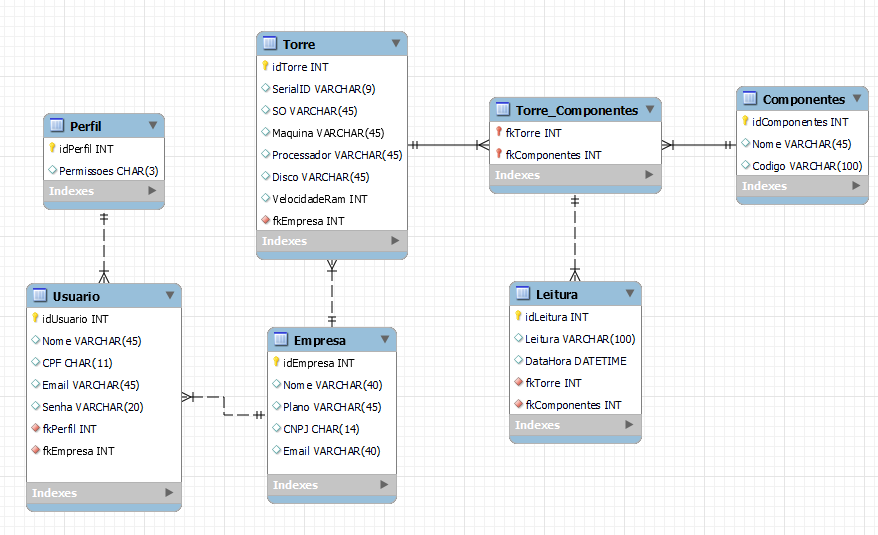 Torre
idTorre INT
SerialID VARCHAR(9)
SO VARCHAR(45)
Maquina VARCHAR(45)
Processador VARCHAR(45)
Disco VARCHAR(45)
VelocidadeRam INT
fkEmpresa INT
Indexes
Torre_Componentes
fkTorre INT
fkComponentes INT
Indexes
Componentes
idComponentes INT
Nome VARCHAR(45)
Codigo VARCHAR(100)
Indexes
Perfil
idPerfil INT
Permissoes CHAR(3)
Indexes
Usuario
idUsuario INT
Nome VARCHAR(45)
CPF CHAR(11)
Email VARCHAR(45)
Senha VARCHAR(20)
fkPerfil INT
fkEmpresa INT
Indexes
Empresa
idEmpresa INT
Nome VARCHAR(40)
Plano VARCHAR(45)
CNPJ CHAR(14)
Email VARCHAR(40)
Indexes
Leitura
idLeitura INT
Leitura VARCHAR(100)
DataHora DATETIME
fkTorre INT
fkComponentes INT
Indexes